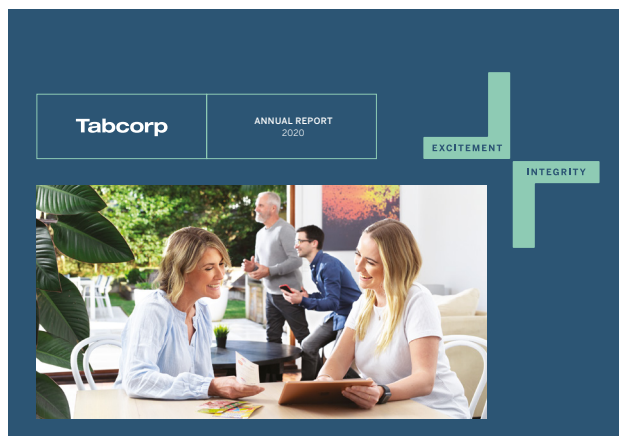 Tabcorp
ANNUAL REPORT
2020
EXCITEMENT
INTEGRITY